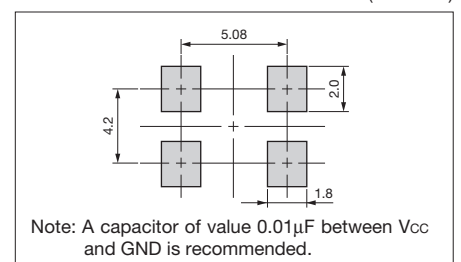 5.08
4.2
2.0
1.8
Note: A capacitor of value 0.01μF between Vcc
and GND is recommended.